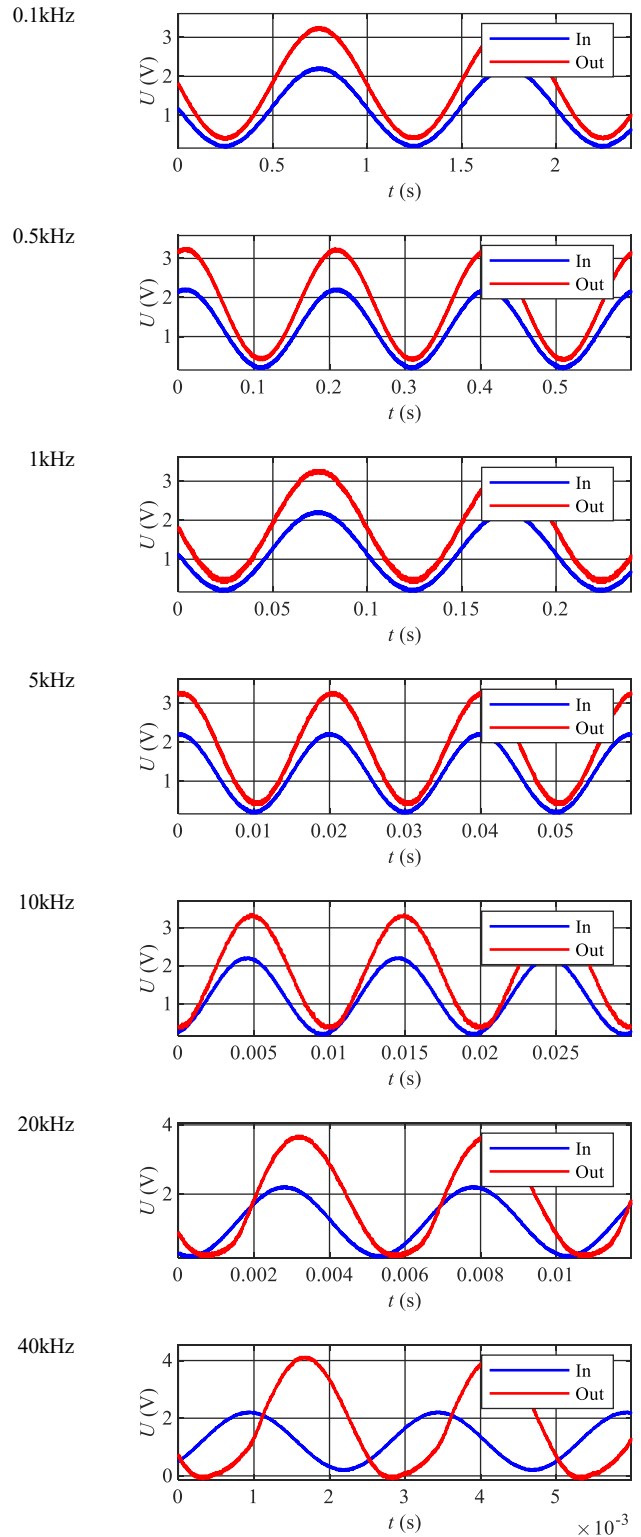 0.1kHz
3
2
1
U (V)
In
Out
0 0.5 1 1.5 2
t (s)
0.5kHz
3
2
1
U (V)
In
Out
0 0.1 0.2 0.3 0.4 0.5
t (s)
1kHz
3
2
1
U (V)
In
Out
0 0.05 0.1 0.15 0.2
t (s)
5kHz
3
2
1
U (V)
In
Out
0 0.01 0.02 0.03 0.04 0.05
t (s)
10kHz
3
2
1
U (V)
In
Out
0 0.005 0.01 0.015 0.02 0.025
t (s)
20kHz
4
2
U (V)
In
Out
0 0.002 0.004 0.006 0.008 0.01
t (s)
40kHz
4
2
0
U (V)
In
Out
0 1 2 3 4 5
t (s)
×10⁻³